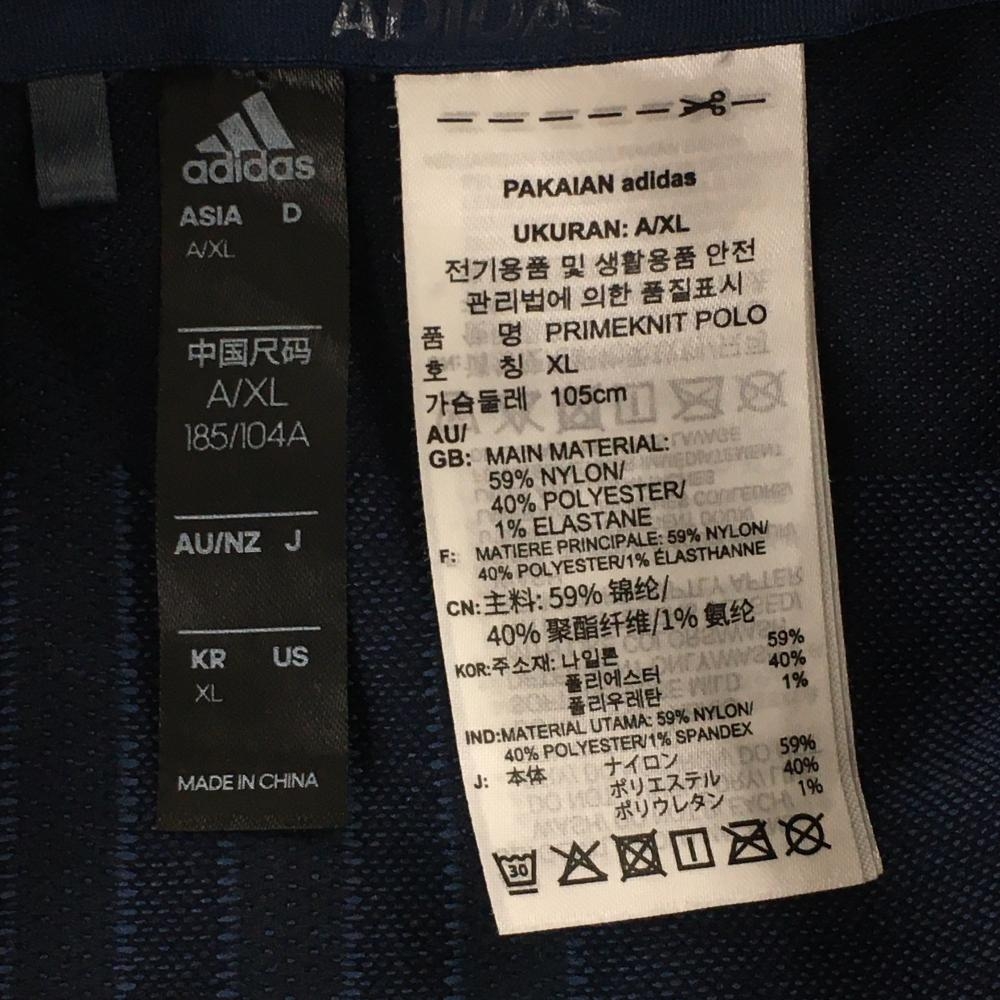 ADIDAS
adidas
ASIA D
A/XL
中国尺码
A/XL
185/104A
AU/NZ J
KR US
XL
MADE IN CHINA
PAKAIAN adidas
UKURAN: A/XL
전기용품 및 생활용품 안전
관리법에 의한 품질표시
품 명 PRIMEKNIT POLO
호 칭 XL
가슴둘레 105cm
AU/
GB: MAIN MATERIAL:
59% NYLON/
40% POLYESTER/
1% ELASTANE
F: MATIERE PRINCIPALE: 59% NYLON/
40% POLYESTER/1% ÉLASTHANNE
CN: 主料: 59% 锦纶/
40% 聚酯纤维/1% 氨纶
KOR: 주소재: 나일론 59%
폴리에스터 40%
폴리우레탄 1%
IND: MATERIAL UTAMA: 59% NYLON/
40% POLYESTER/1% SPANDEX
J: 本体 ナイロン 59%
ポリエステル 40%
ポリウレタン 1%
30